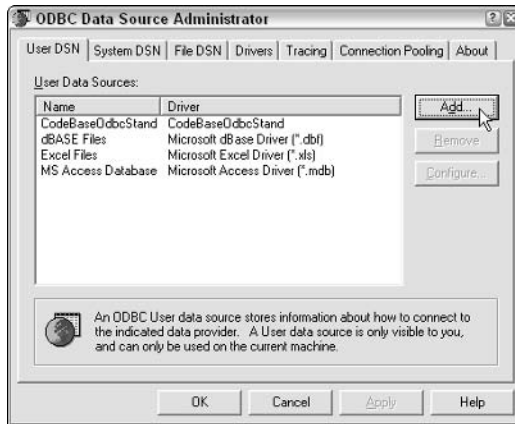 ODBC Data Source Administrator
User DSN System DSN File DSN Drivers Tracing Connection Pooling About
User Data Sources:
Name Driver
CodeBaseOdbcStand CodeBaseOdbcStand
dBASE Files Microsoft dBase Driver (*.dbf)
Excel Files Microsoft Excel Driver (*.xls)
MS Access Database Microsoft Access Driver (*.mdb)
Add...
Remove
Configure...
An ODBC User data source stores information about how to connect to
the indicated data provider. A User data source is only visible to you,
and can only be used on the current machine.
OK Cancel Apply Help